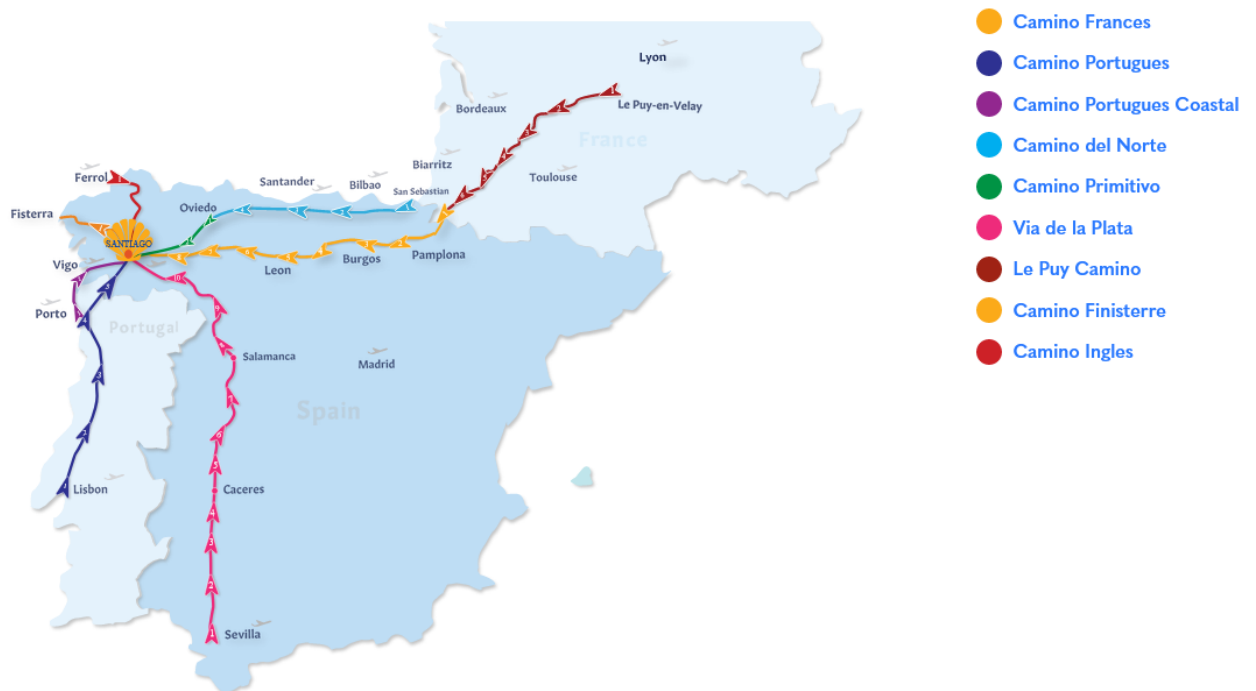 Lyon
Bordeaux
Le Puy-en-Velay
France
Biarritz
Toulouse
Ferrol
Santander
Bilbao
San Sebastian
Fisterra
Oviedo
SANTIAGO
Vigo
Leon
Burgos
Pamplona
Porto
Portugal
Salamanca
Madrid
Spain
Lisbon
Caceres
Sevilla
Camino Frances
Camino Portugues
Camino Portugues Coastal
Camino del Norte
Camino Primitivo
Via de la Plata
Le Puy Camino
Camino Finisterre
Camino Ingles